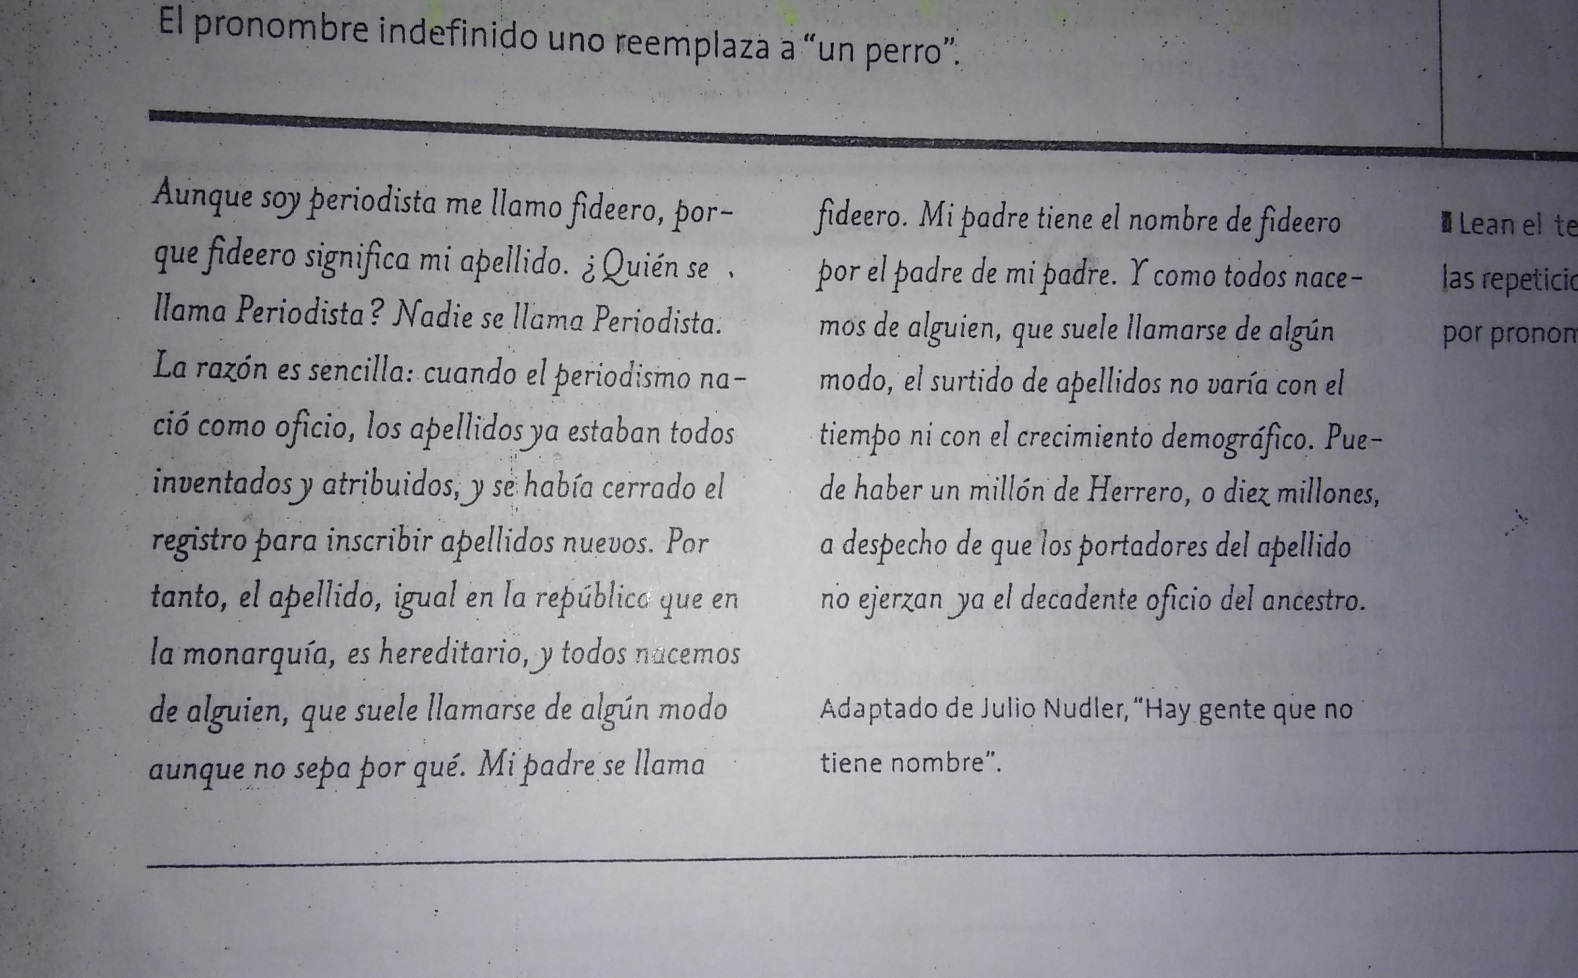 El pronombre indefinido uno reemplaza a “un perro”.
Aunque soy periodista me llamo fideero, por-
que fideero significa mi apellido. ¿Quién se
llama Periodista? Nadie se llama Periodista.
La razón es sencilla: cuando el periodismo na-
ció como oficio, los apellidos ya estaban todos
inventados y atribuidos, y se había cerrado el
registro para inscribir apellidos nuevos. Por
tanto, el apellido, igual en la república que en
la monarquía, es hereditario, y todos nacemos
de alguien, que suele llamarse de algún modo
aunque no sepa por qué. Mi padre se llama
fideero. Mi padre tiene el nombre de fideero
por el padre de mi padre. Y como todos nace-
mos de alguien, que suele llamarse de algún
modo, el surtido de apellidos no varía con el
tiempo ni con el crecimiento demográfico. Pue-
de haber un millón de Herrero, o diez millones,
a despecho de que los portadores del apellido
no ejerzan ya el decadente oficio del ancestro.
Adaptado de Julio Nudler, “Hay gente que no
tiene nombre”.
Lean el
las
por